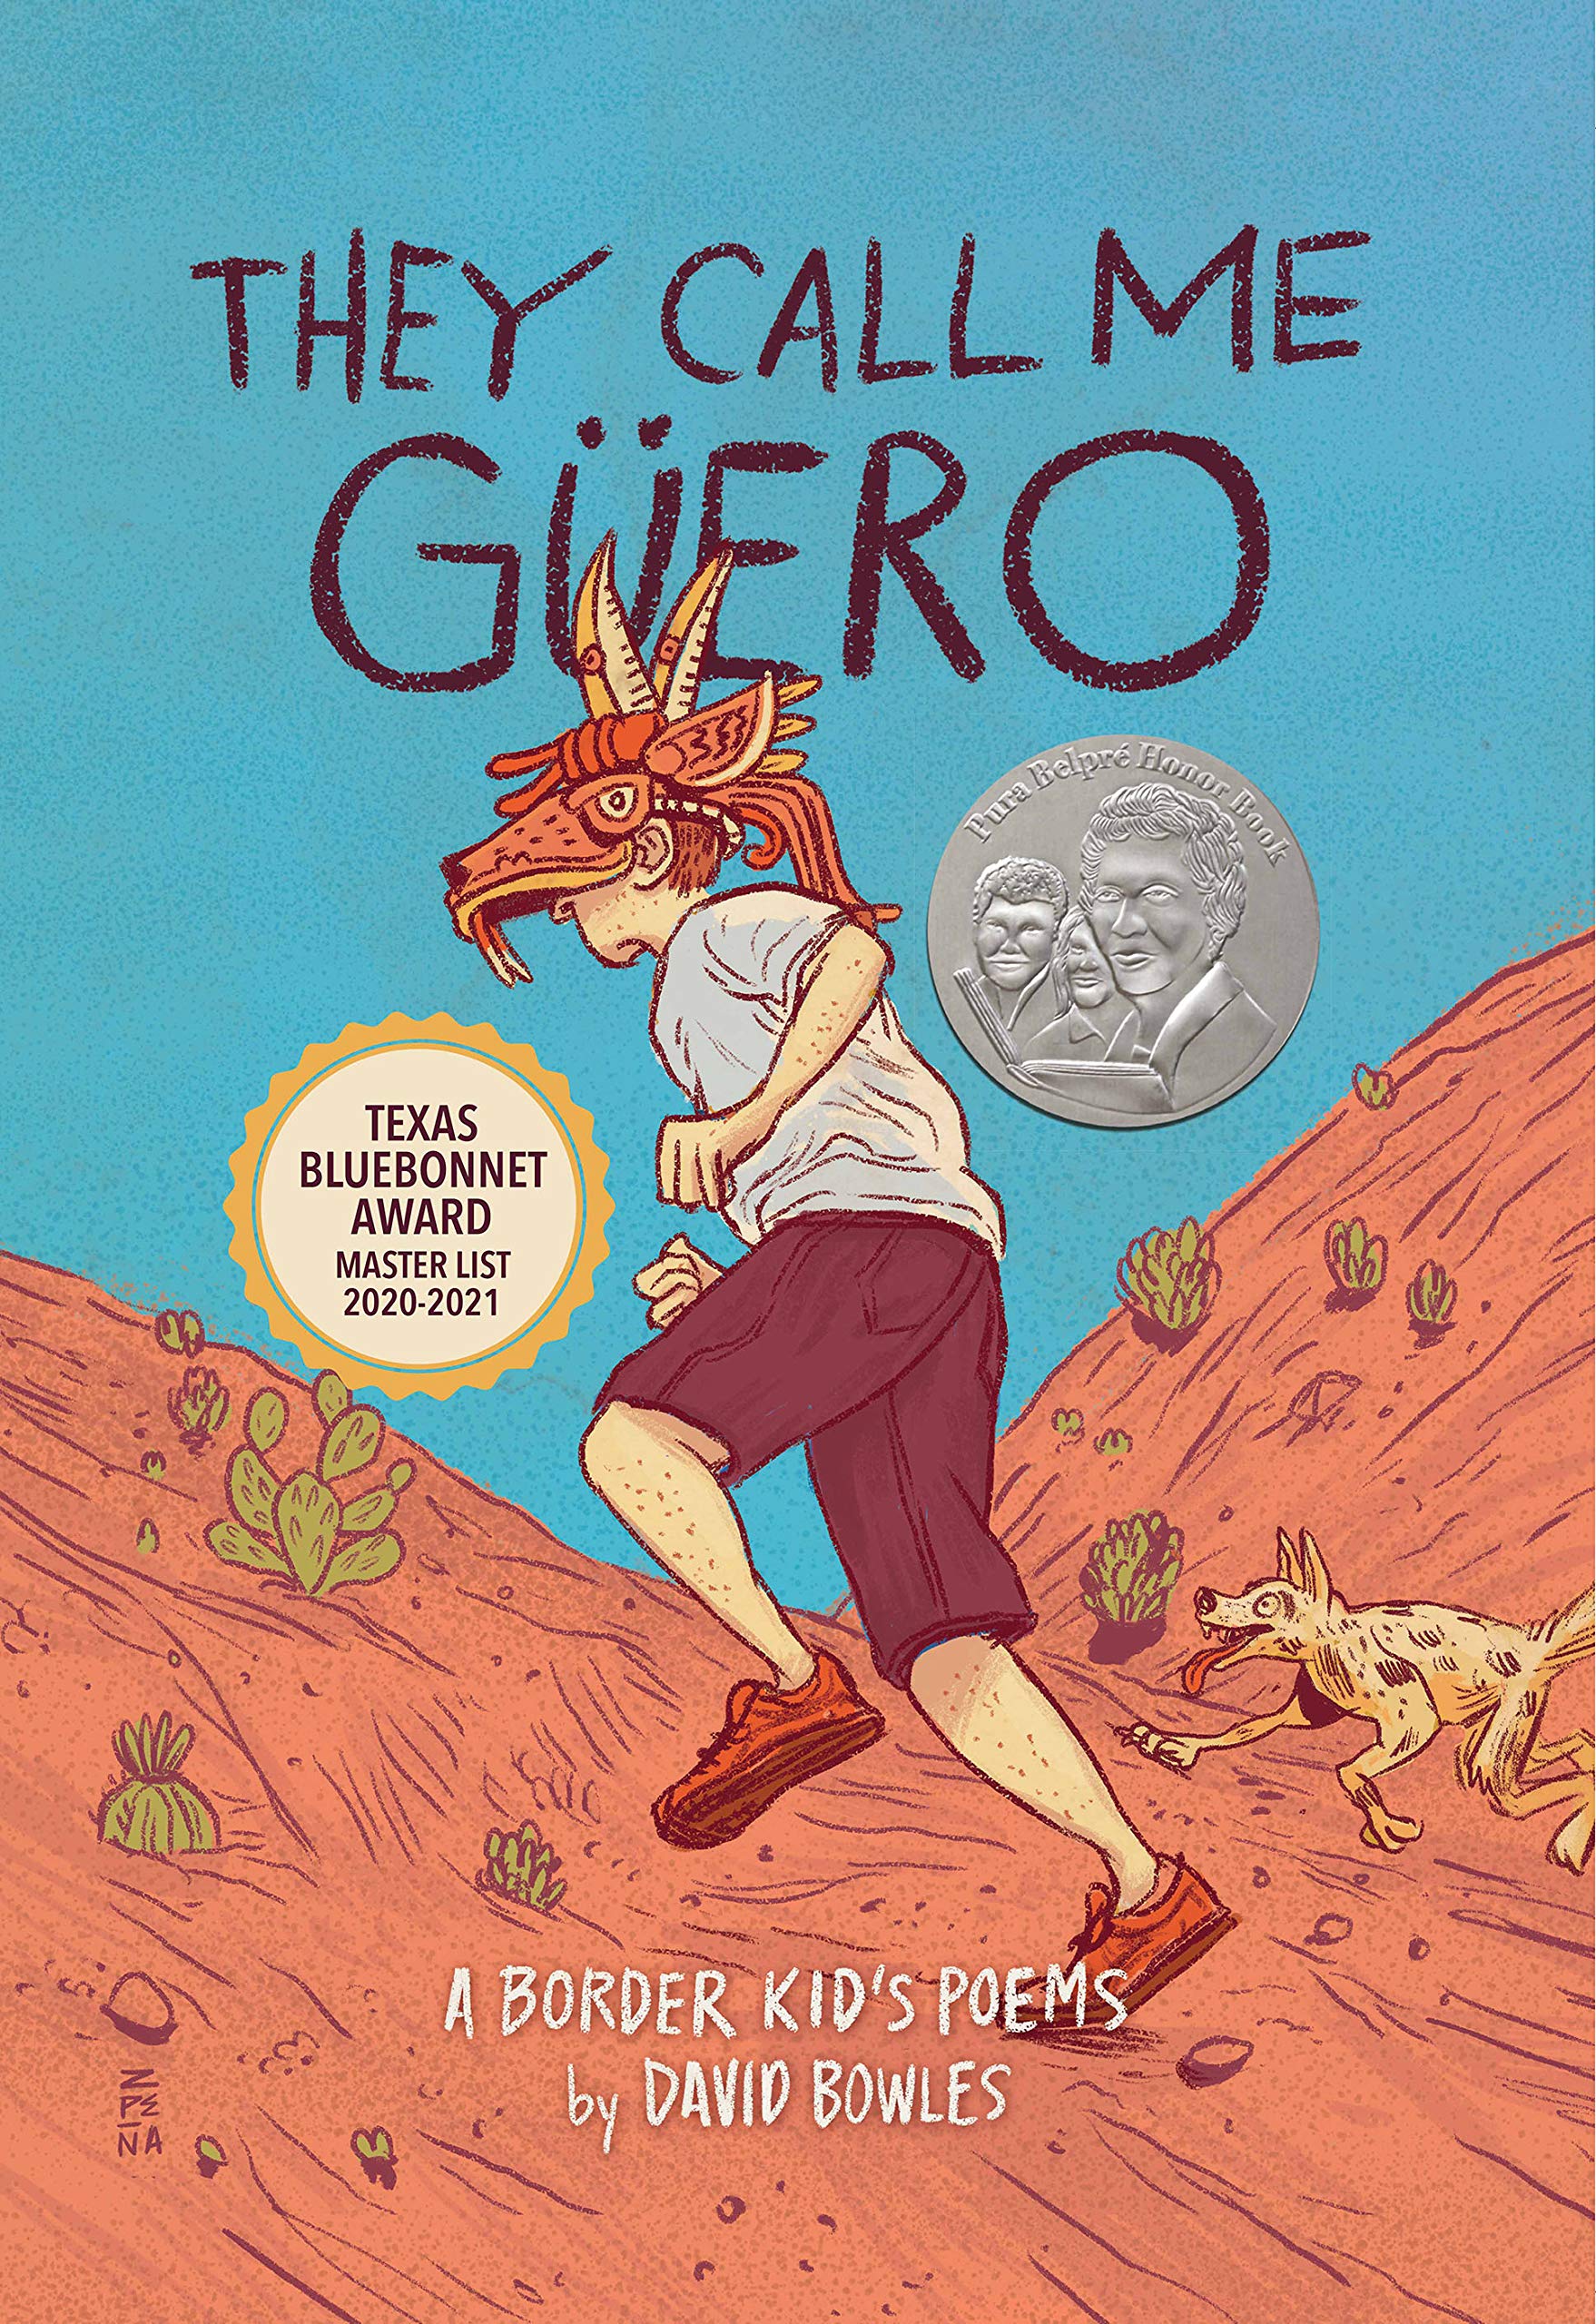 THEY CALL ME
GÜERO
Pura Belpré Honor Book
TEXAS
BLUEBONNET
AWARD
MASTER LIST
2020-2021
A BORDER KID'S POEMS
by DAVID BOWLES